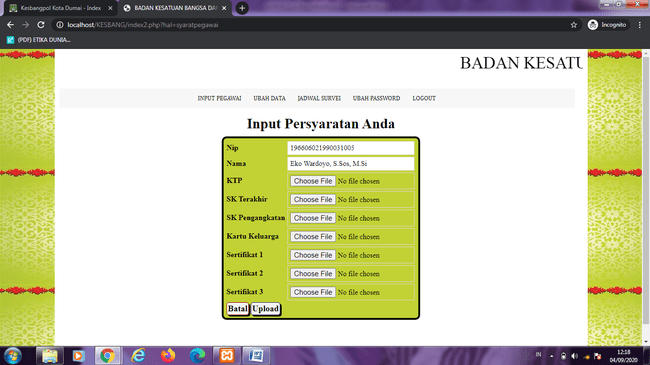 Kesbangpol Kota Dumai - Index
BADAN KESATUAN BANGSA DA
localhost/KESBANG/index2.php?hal=syaratpegawai
Incognito
(PDF) ETIKA DUNIA...
BADAN KESATU
INPUT PEGAWAI UBAH DATA JADWAL SURVEI UBAH PASSWORD LOGOUT
Input Persyaratan Anda
Nip 196606021990031005
Nama Eko Wardoyo, S.Sos, M.Si
KTP Choose File No file chosen
SK Terakhir Choose File No file chosen
SK Pengangkatan Choose File No file chosen
Kartu Keluarga Choose File No file chosen
Sertifikat 1 Choose File No file chosen
Sertifikat 2 Choose File No file chosen
Sertifikat 3 Choose File No file chosen
Batal Upload
IN 12:18
04/09/2020